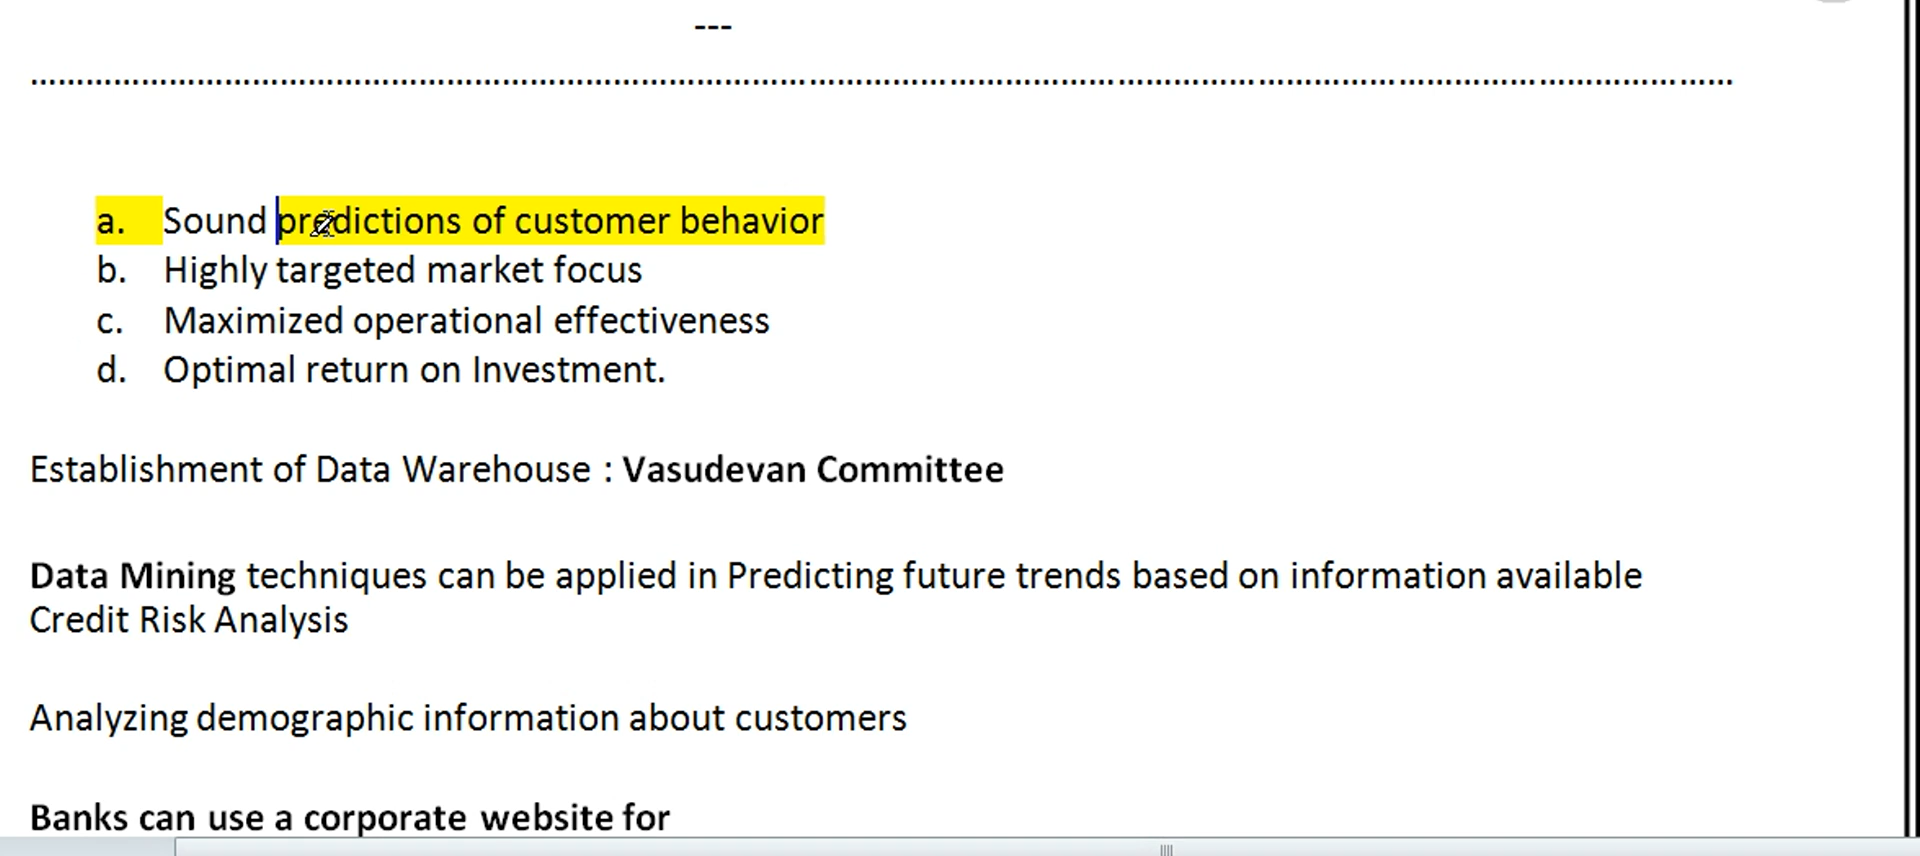 ---
........................................................................................................................................................................................
a. Sound predictions of customer behavior
b. Highly targeted market focus
c. Maximized operational effectiveness
d. Optimal return on Investment.
Establishment of Data Warehouse : Vasudevan Committee
Data Mining techniques can be applied in Predicting future trends based on information available
Credit Risk Analysis
Analyzing demographic information about customers
Banks can use a corporate website for